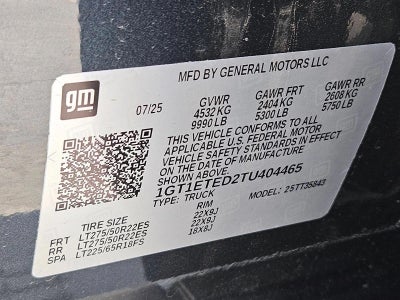 gm
MFD BY GENERAL MOTORS LLC
07/25 GVWR GAWR FRT GAWR RR
4532 KG 2404 KG 2608 KG
9990 LB 5300 LB 5750 LB
THIS VEHICLE CONFORMS TO ALL
APPLICABLE U.S. FEDERAL MOTOR
VEHICLE SAFETY STANDARDS IN EFFECT
ON THE DATE OF MANUFACTURE
SHOWN ABOVE.
1GT1ETED2TU404465
TYPE: TRUCK MODEL: 25TT35843
TIRE SIZE RIM
FRT LT275/50R22ES 22X9J
RR LT275/50R22ES 22X9J
SPA LT225/65R18FS 18X8J